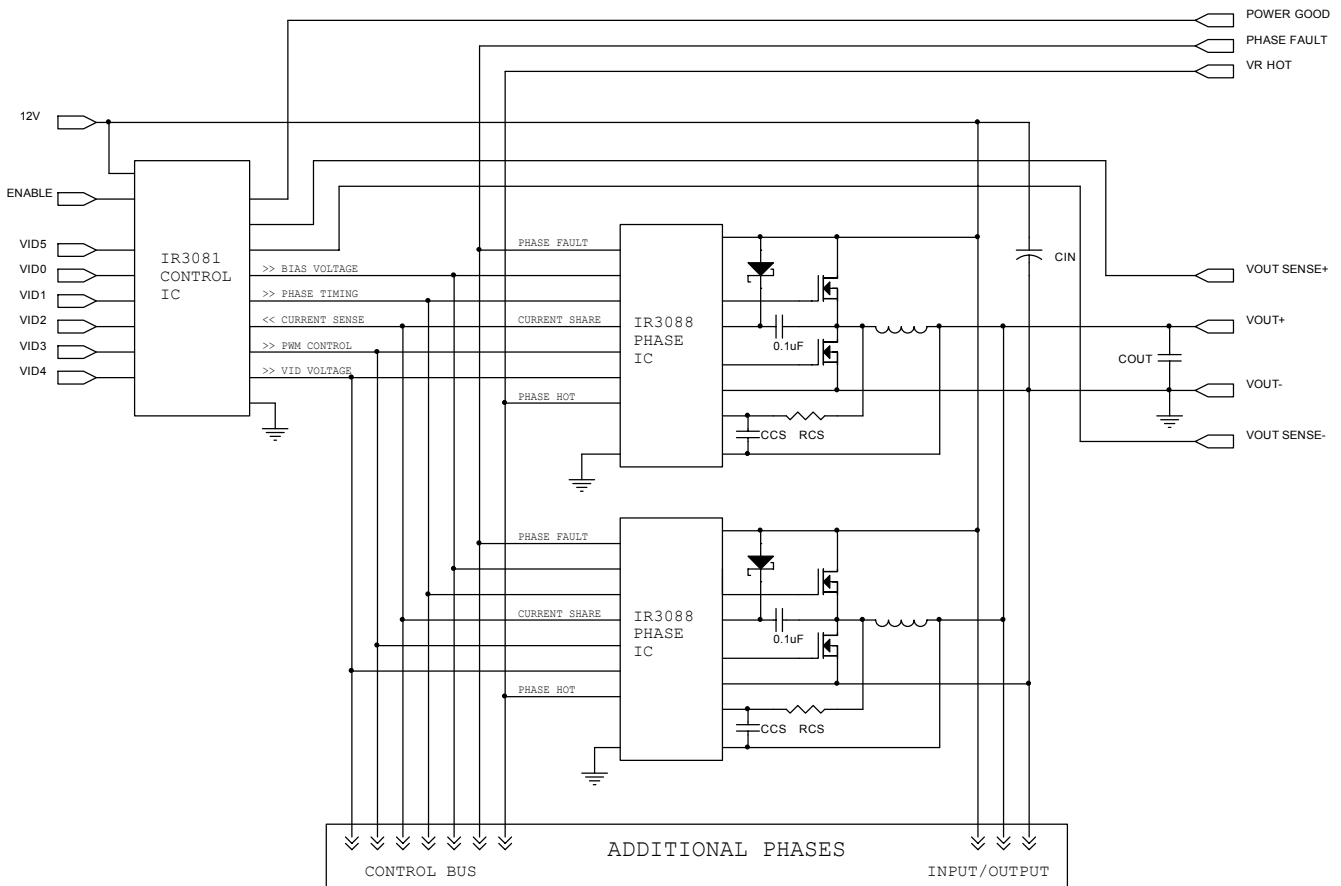 POWER GOOD
PHASE FAULT
VR HOT
12V
ENABLE
VID5
VID0
VID1
VID2
VID3
VID4
IR3081
CONTROL
IC
>> BIAS VOLTAGE
>> PHASE TIMING
<< CURRENT SENSE
>> PWM CONTROL
>> VID VOLTAGE
PHASE FAULT
CURRENT SHARE
PHASE HOT
IR3088
PHASE
IC
0.1uF
CCS RCS
CIN
COUT
VOUT SENSE+
VOUT+
VOUT-
VOUT SENSE-
PHASE FAULT
CURRENT SHARE
PHASE HOT
IR3088
PHASE
IC
0.1uF
CCS RCS
ADDITIONAL PHASES
CONTROL BUS
INPUT/OUTPUT